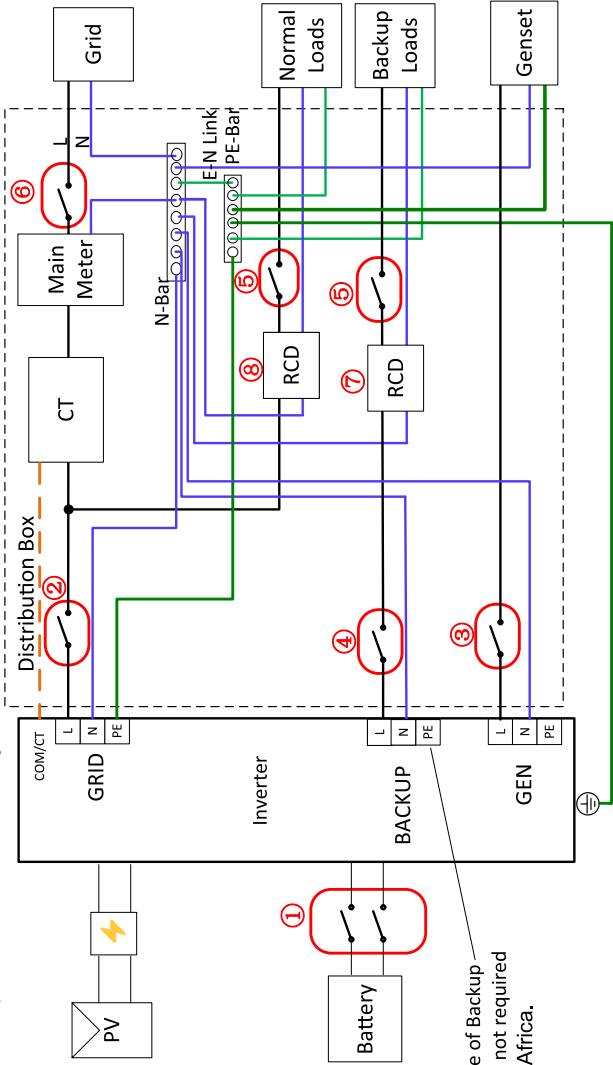 Grid
Normal
Loads
Backup
Loads
Genset
L
N
⑥
E-N Link
PE-Bar
Main
Meter
N-Bar
⑤
⑤
CT
⑧
RCD
⑦
RCD
Distribution Box
②
④
③
COM/CT
L
N
PE
GRID
L
N
PE
BACKUP
L
N
PE
GEN
Inverter
①
PV
Battery
e of Backup
not required
Africa.